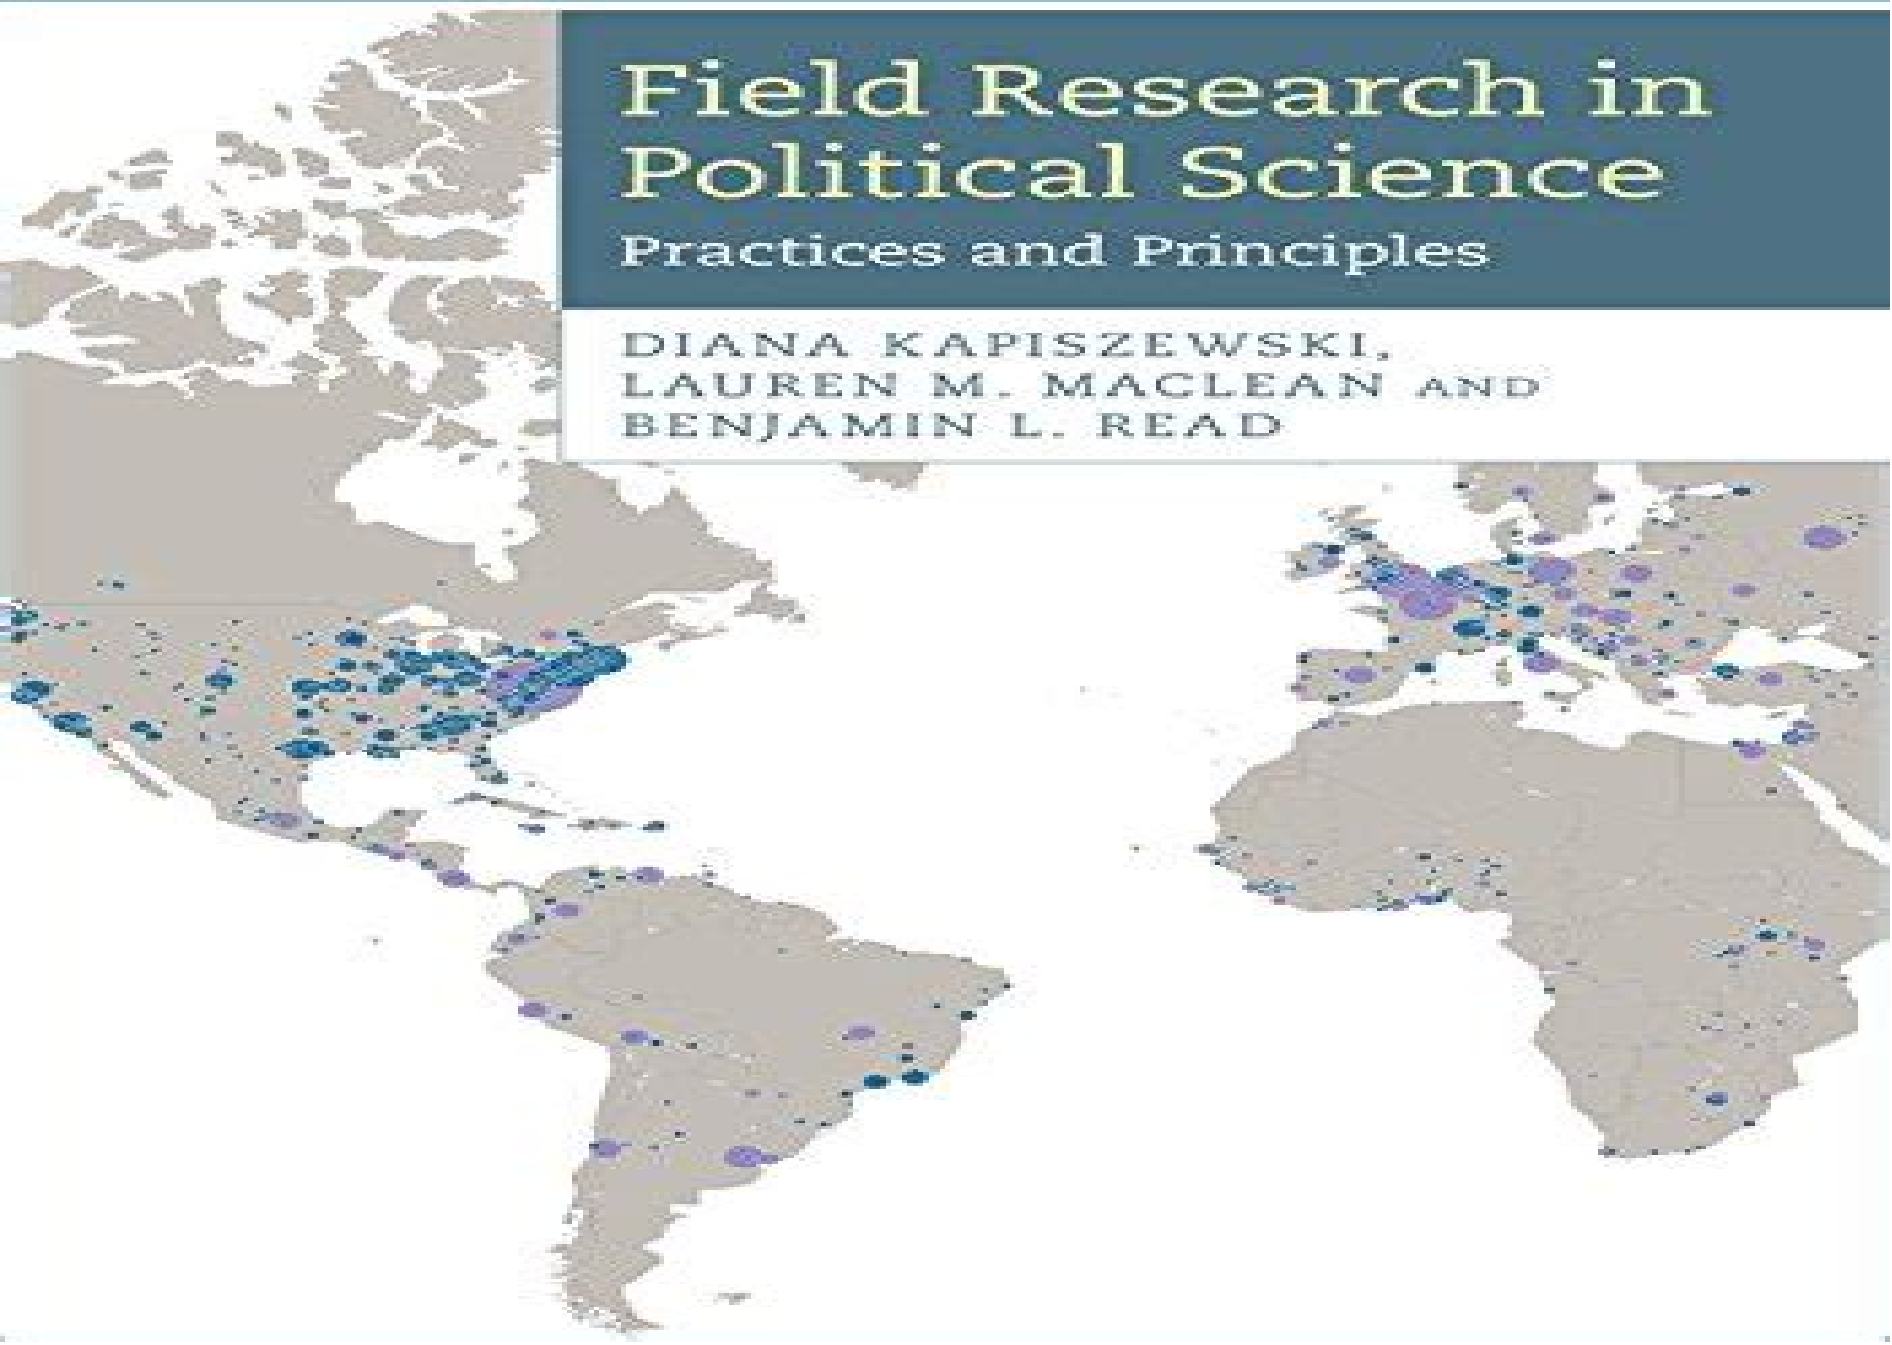 Field Research in
Political Science
Practices and Principles
DIANA KAPISZEWSKI,
LAUREN M. MACLEAN AND
BENJAMIN L. READ